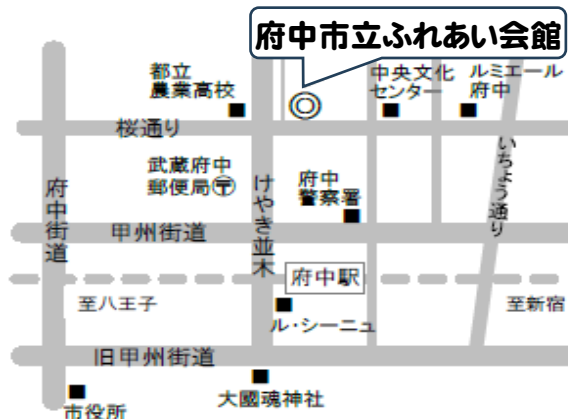 府中市立ふれあい会館
都立
農業高校
中央文化
センター
ルミエール
府中
桜通り
いちょう通り
武蔵府中
郵便局〒
府中
警察署
府中街道
けやき並木
甲州街道
府中駅
至八王子
至新宿
ル・シーニュ
旧甲州街道
大國魂神社
市役所